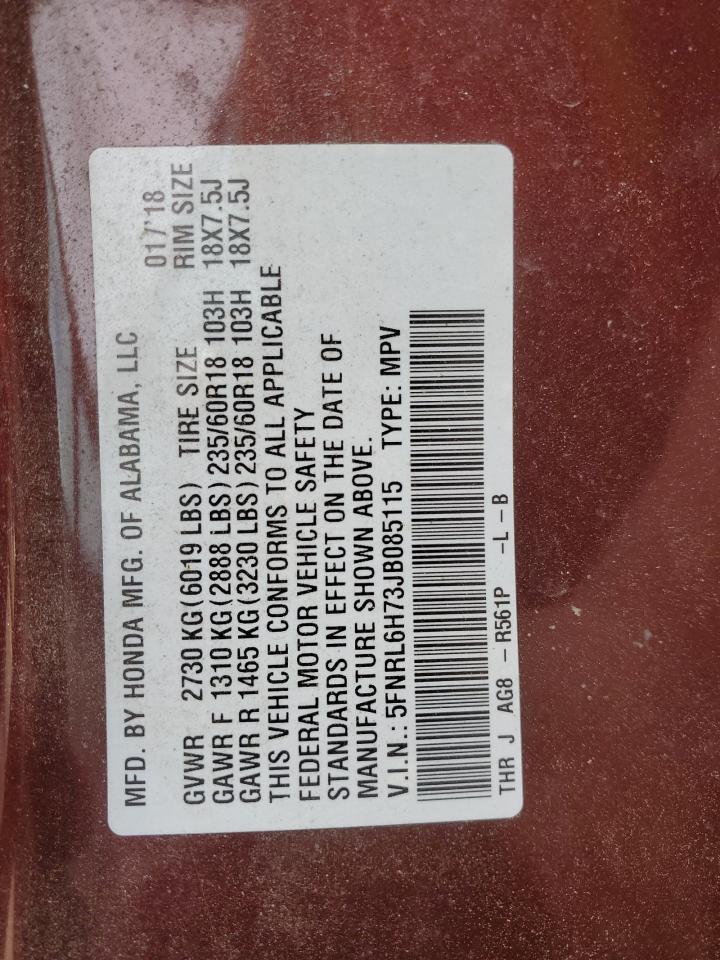 MFD. BY HONDA MFG. OF ALABAMA, LLC 01/'18
GVWR 2730 KG(6019 LBS) TIRE SIZE RIM SIZE
GAWR F 1310 KG(2888 LBS) 235/60R18 103H 18X7.5J
GAWR R 1465 KG(3230 LBS) 235/60R18 103H 18X7.5J
THIS VEHICLE CONFORMS TO ALL APPLICABLE
FEDERAL MOTOR VEHICLE SAFETY
STANDARDS IN EFFECT ON THE DATE OF
MANUFACTURE SHOWN ABOVE.
V.I.N.: 5FNRL6H73JB085115 TYPE: MPV
THR J AG8 - R561P -L-B